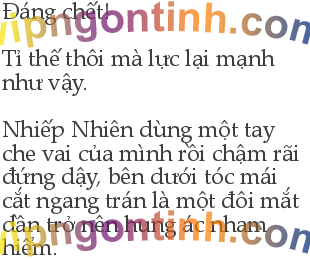 Đáng chết!
vipngontinh.com
Tỉ thế thôi mà lực lại mạnh
như vậy.
Nhiếp Nhiên dùng một tay
che vai của mình rồi chậm rãi
đứng dậy, bên dưới tóc mái
cắt ngang trán là một đôi mắt
dần trở nên hung ác nham
hiểm.
vipngontinh.com